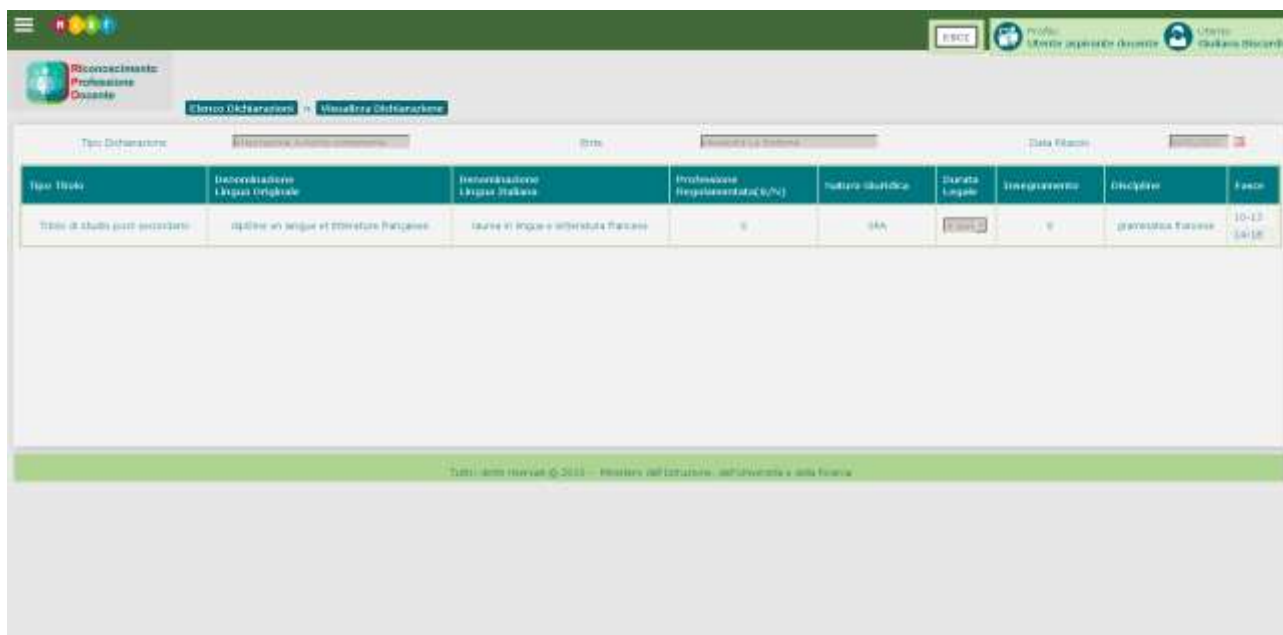 MIUR
ESCI
Profilo:
Utente aspirante docente
Utente:
Riconoscimento
Professione
Docente
Elenco Dichiarazioni
Visualizza Dichiarazione
Tipo Dichiarazione
Ente
Data Rilascio
Tipo Titolo
Denominazione
Lingua Originale
Denominazione
Lingua Italiana
Professione
Regolamentata(S/N)
Natura Giuridica
Durata
Legale
Insegnamento
Discipline
Fasce
Titolo di studio post secondario
diplôme en langue et littérature françaises
laurea in lingua e letteratura francese
grammatica francese
10-13
14-18
Tutti i diritti riservati © Ministero dell'Istruzione, dell'Università e della Ricerca